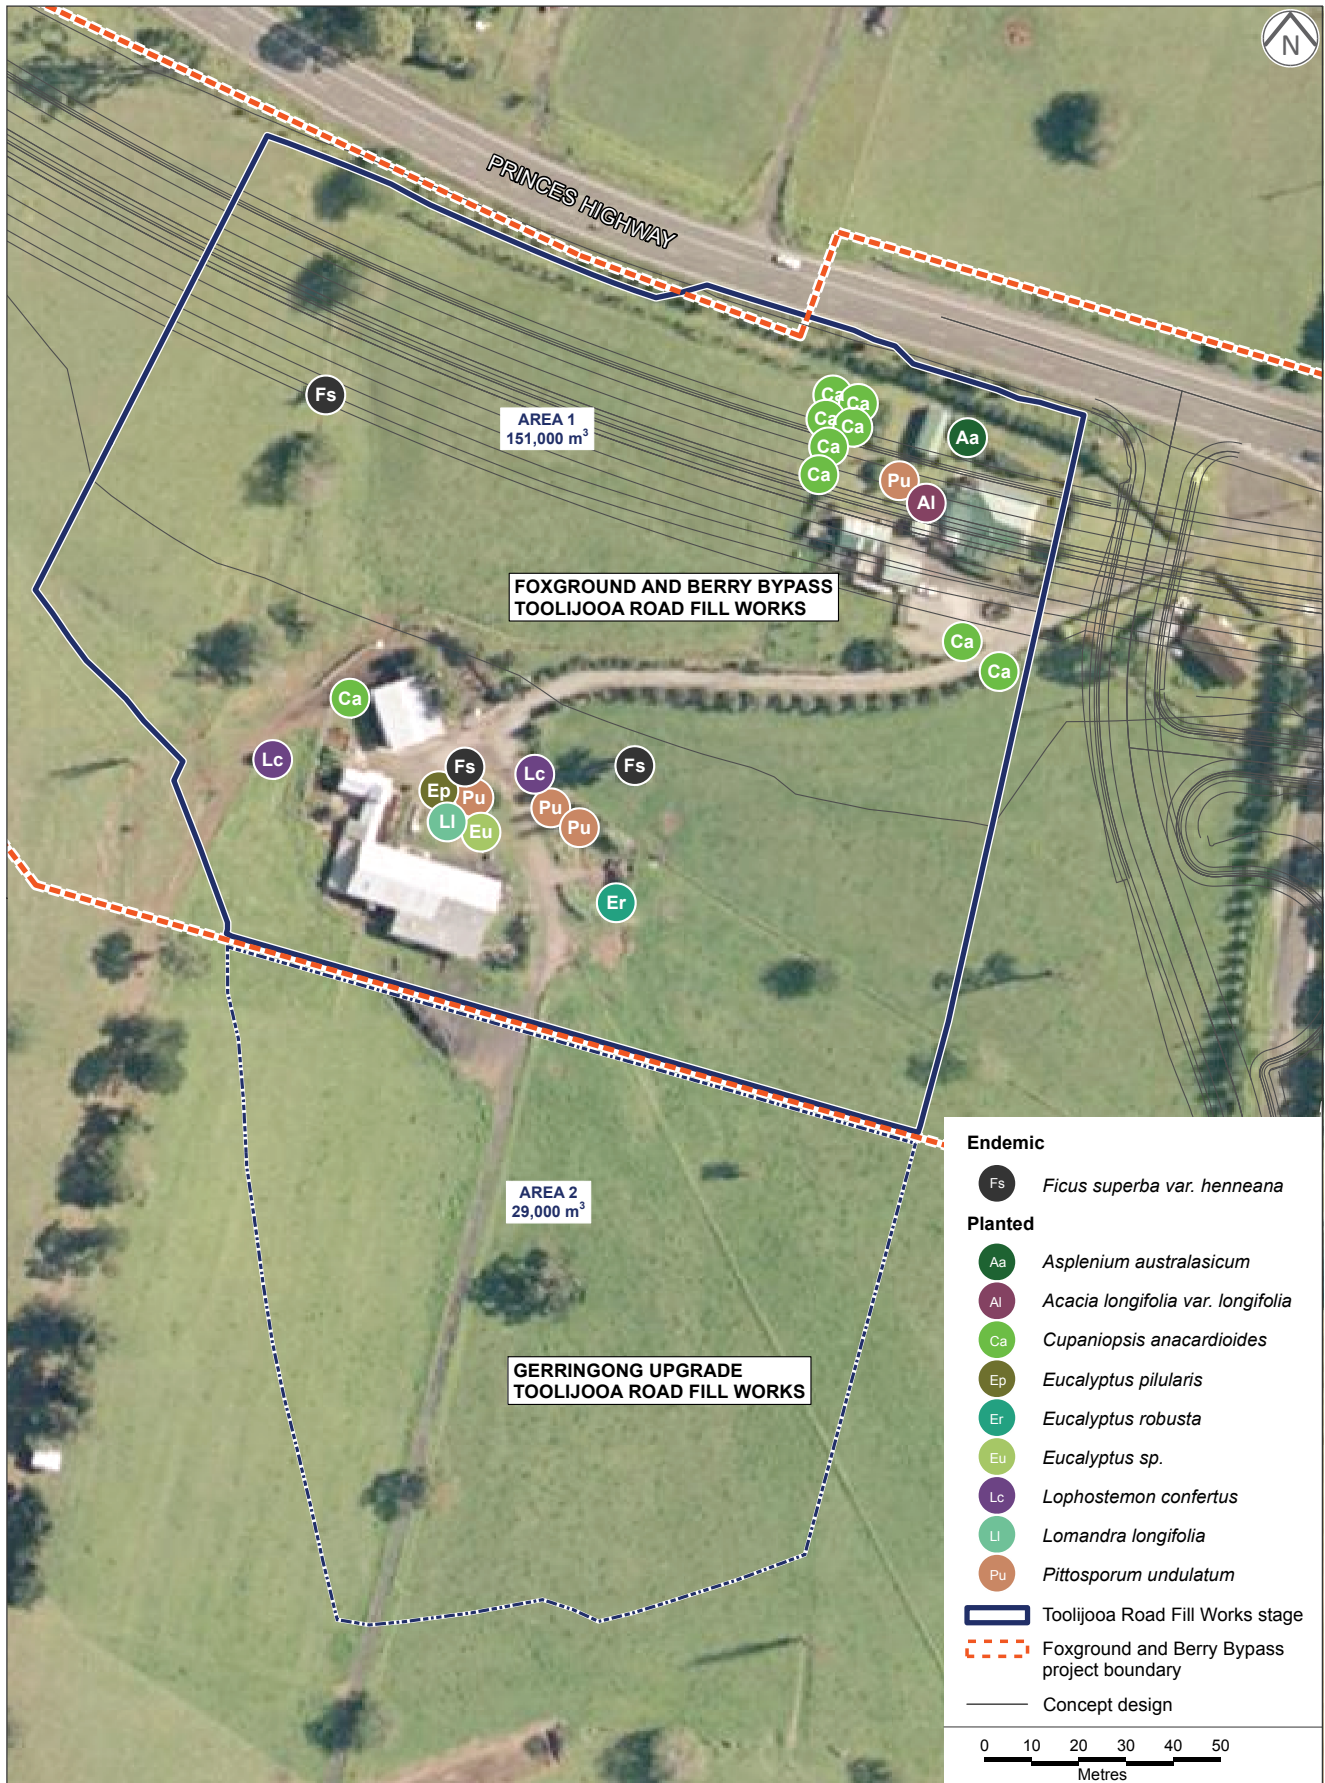 N
PRINCES HIGHWAY
Fs
AREA 1
151,000 m³
Ca
Ca
Ca
Ca
Ca
Ca
Aa
Pu
Al
FOXGROUND AND BERRY BYPASS
TOOLIJOOA ROAD FILL WORKS
Ca
Ca
Ca
Lc
Fs
Lc
Fs
Ep
Pu
Pu
Ll
Eu
Pu
Er
AREA 2
29,000 m³
GERRINGONG UPGRADE
TOOLIJOOA ROAD FILL WORKS
Endemic
Fs Ficus superba var. henneana
Planted
Aa Asplenium australasicum
Al Acacia longifolia var. longifolia
Ca Cupaniopsis anacardioides
Ep Eucalyptus pilularis
Er Eucalyptus robusta
Eu Eucalyptus sp.
Lc Lophostemon confertus
Ll Lomandra longifolia
Pu Pittosporum undulatum
Toolijooa Road Fill Works stage
Foxground and Berry Bypass
project boundary
Concept design
0 10 20 30 40 50
Metres